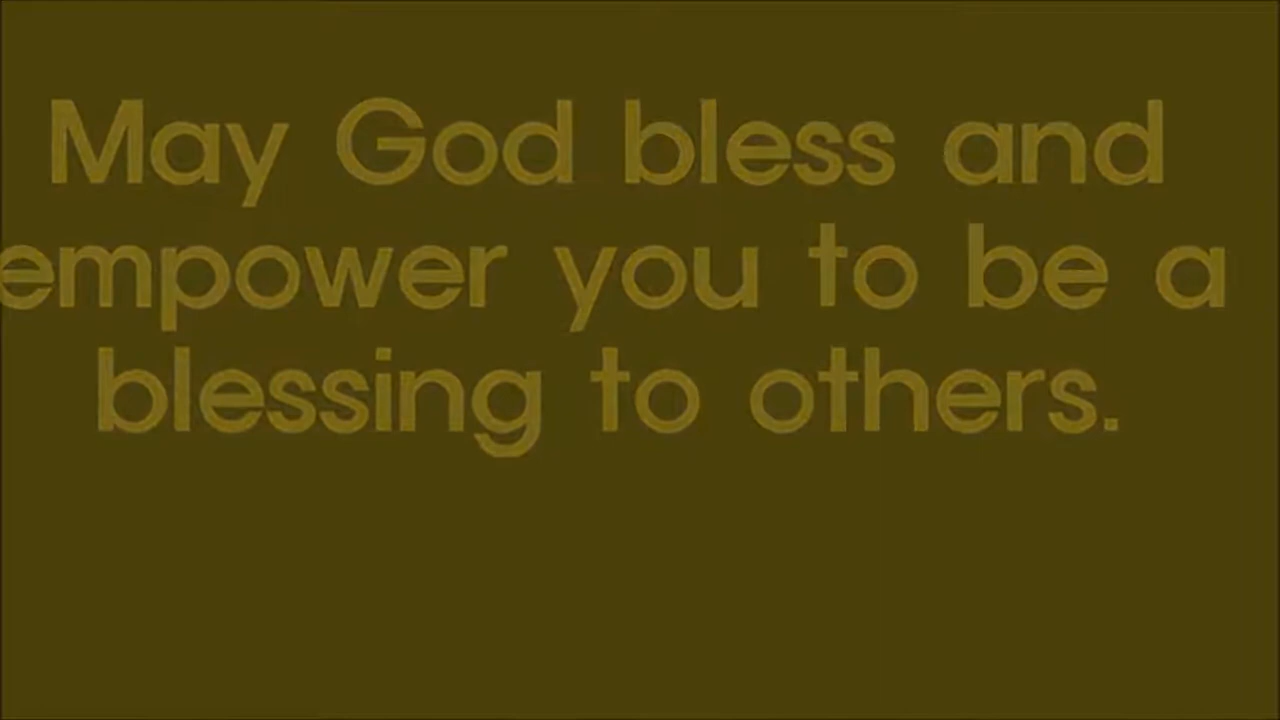 May God bless and
empower you to be a
blessing to others.